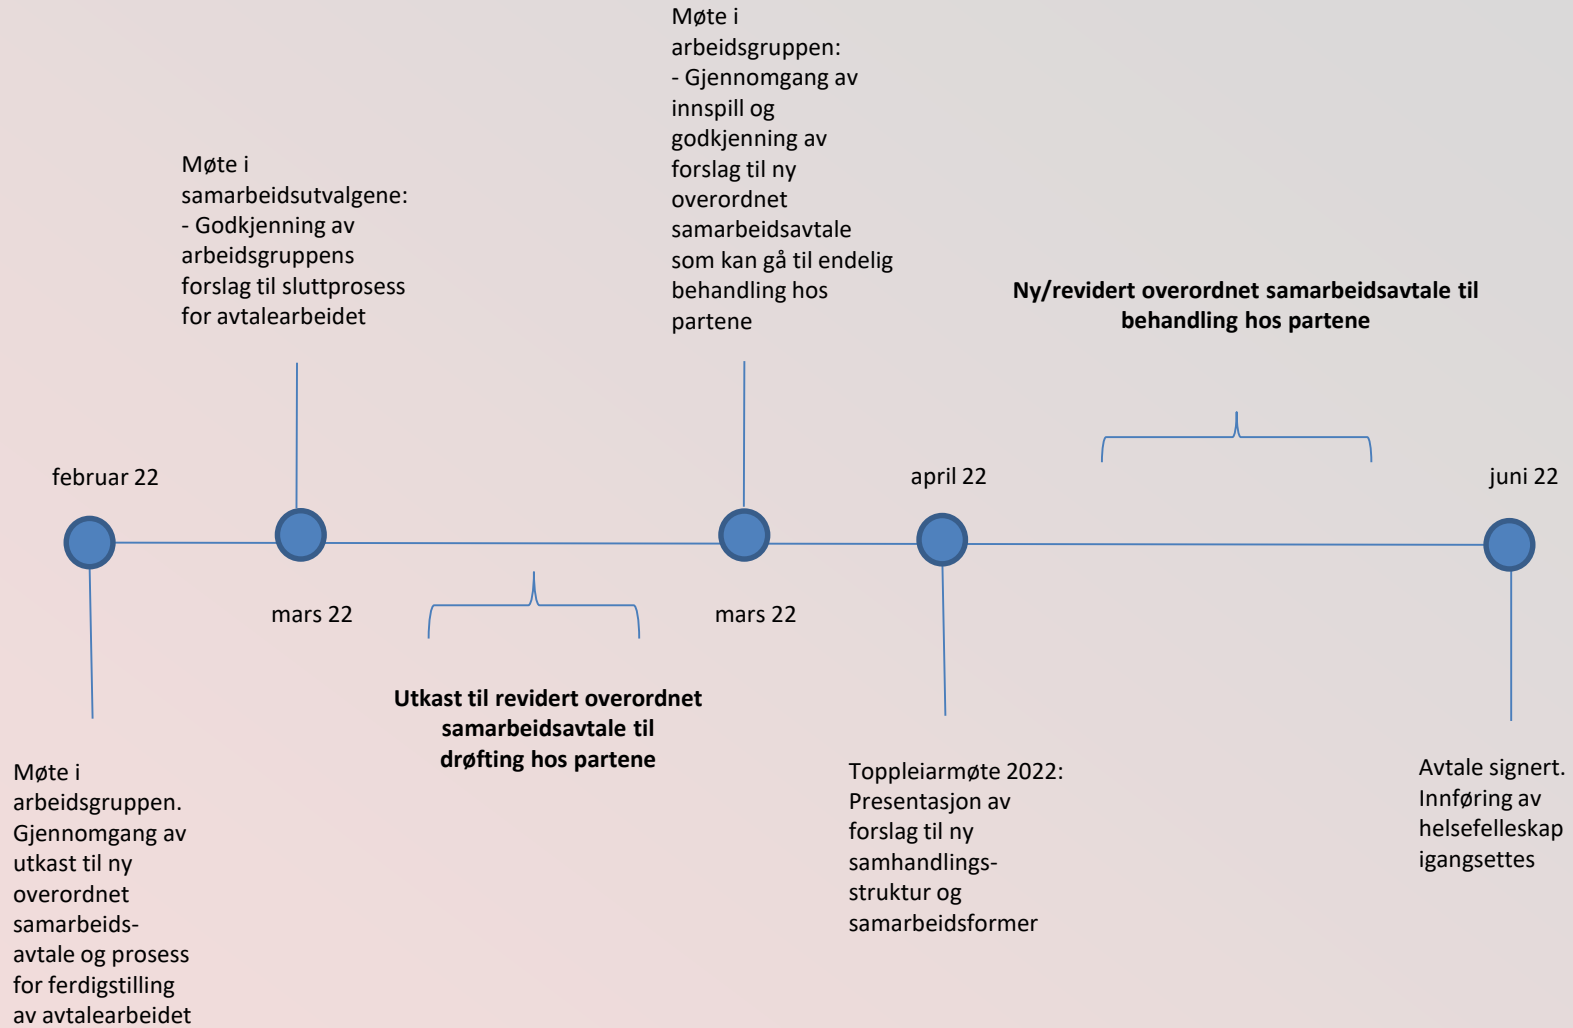 Møte i
arbeidsgruppen:
- Gjennomgang av
innspill og
godkjenning av
forslag til ny
overordnet
samarbeidsavtale
som kan gå til endelig
behandling hos
partene
Møte i
samarbeidsutvalgene:
- Godkjenning av
arbeidsgruppens
forslag til sluttprosess
for avtalearbeidet
Ny/revidert overordnet samarbeidsavtale til
behandling hos partene
februar 22
april 22
juni 22
mars 22
mars 22
Utkast til revidert overordnet
samarbeidsavtale til
drøfting hos partene
Møte i
arbeidsgruppen.
Gjennomgang av
utkast til ny
overordnet
samarbeids-
avtale og prosess
for ferdigstilling
av avtalearbeidet
Toppleiarmøte 2022:
Presentasjon av
forslag til ny
samhandlings-
struktur og
samarbeidsformer
Avtale signert.
Innføring av
helsefelleskap
igangsettes